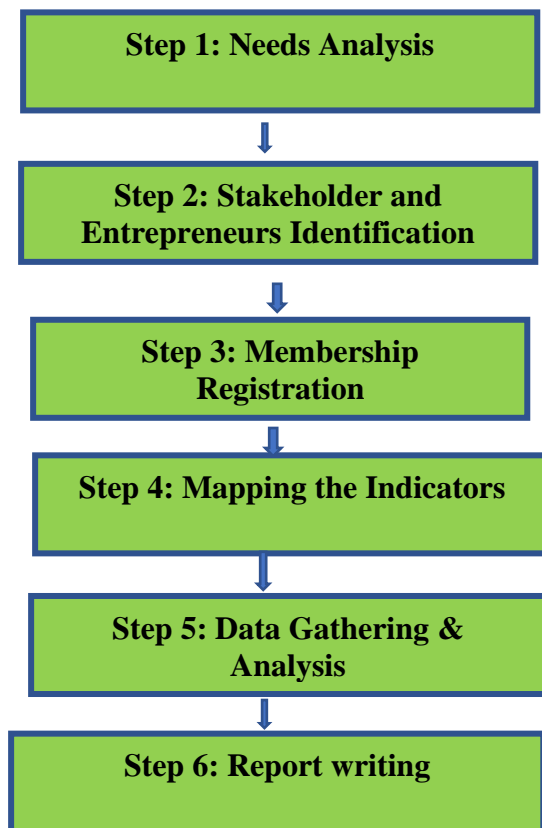 Step 1: Needs Analysis
Step 2: Stakeholder and
Entrepreneurs Identification
Step 3: Membership
Registration
Step 4: Mapping the Indicators
Step 5: Data Gathering &
Analysis
Step 6: Report writing